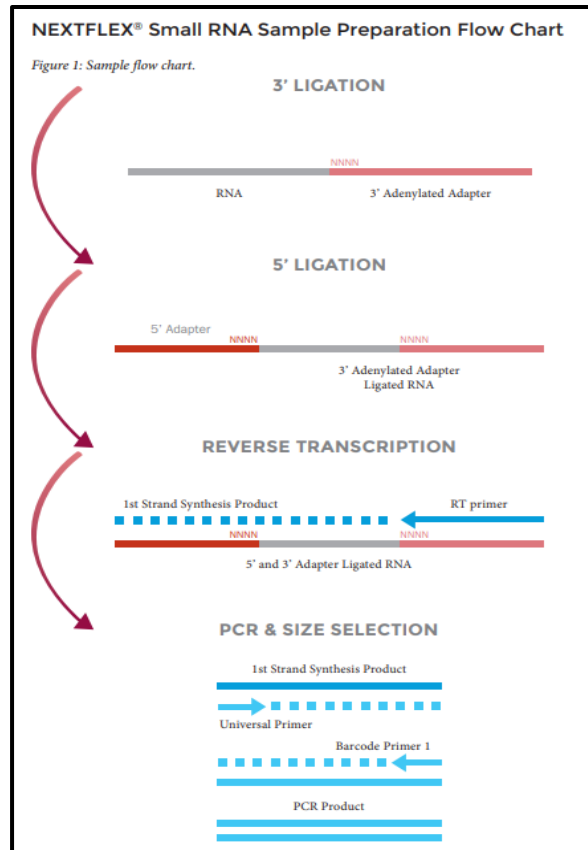 NEXTFLEX® Small RNA Sample Preparation Flow Chart
Figure 1: Sample flow chart.
3' LIGATION
NNNN
RNA
3' Adenylated Adapter
5' LIGATION
5' Adapter
NNNN
NNNN
3' Adenylated Adapter
Ligated RNA
REVERSE TRANSCRIPTION
1st Strand Synthesis Product
RT primer
NNNN
NNNN
5' and 3' Adapter Ligated RNA
PCR & SIZE SELECTION
1st Strand Synthesis Product
Universal Primer
Barcode Primer 1
PCR Product